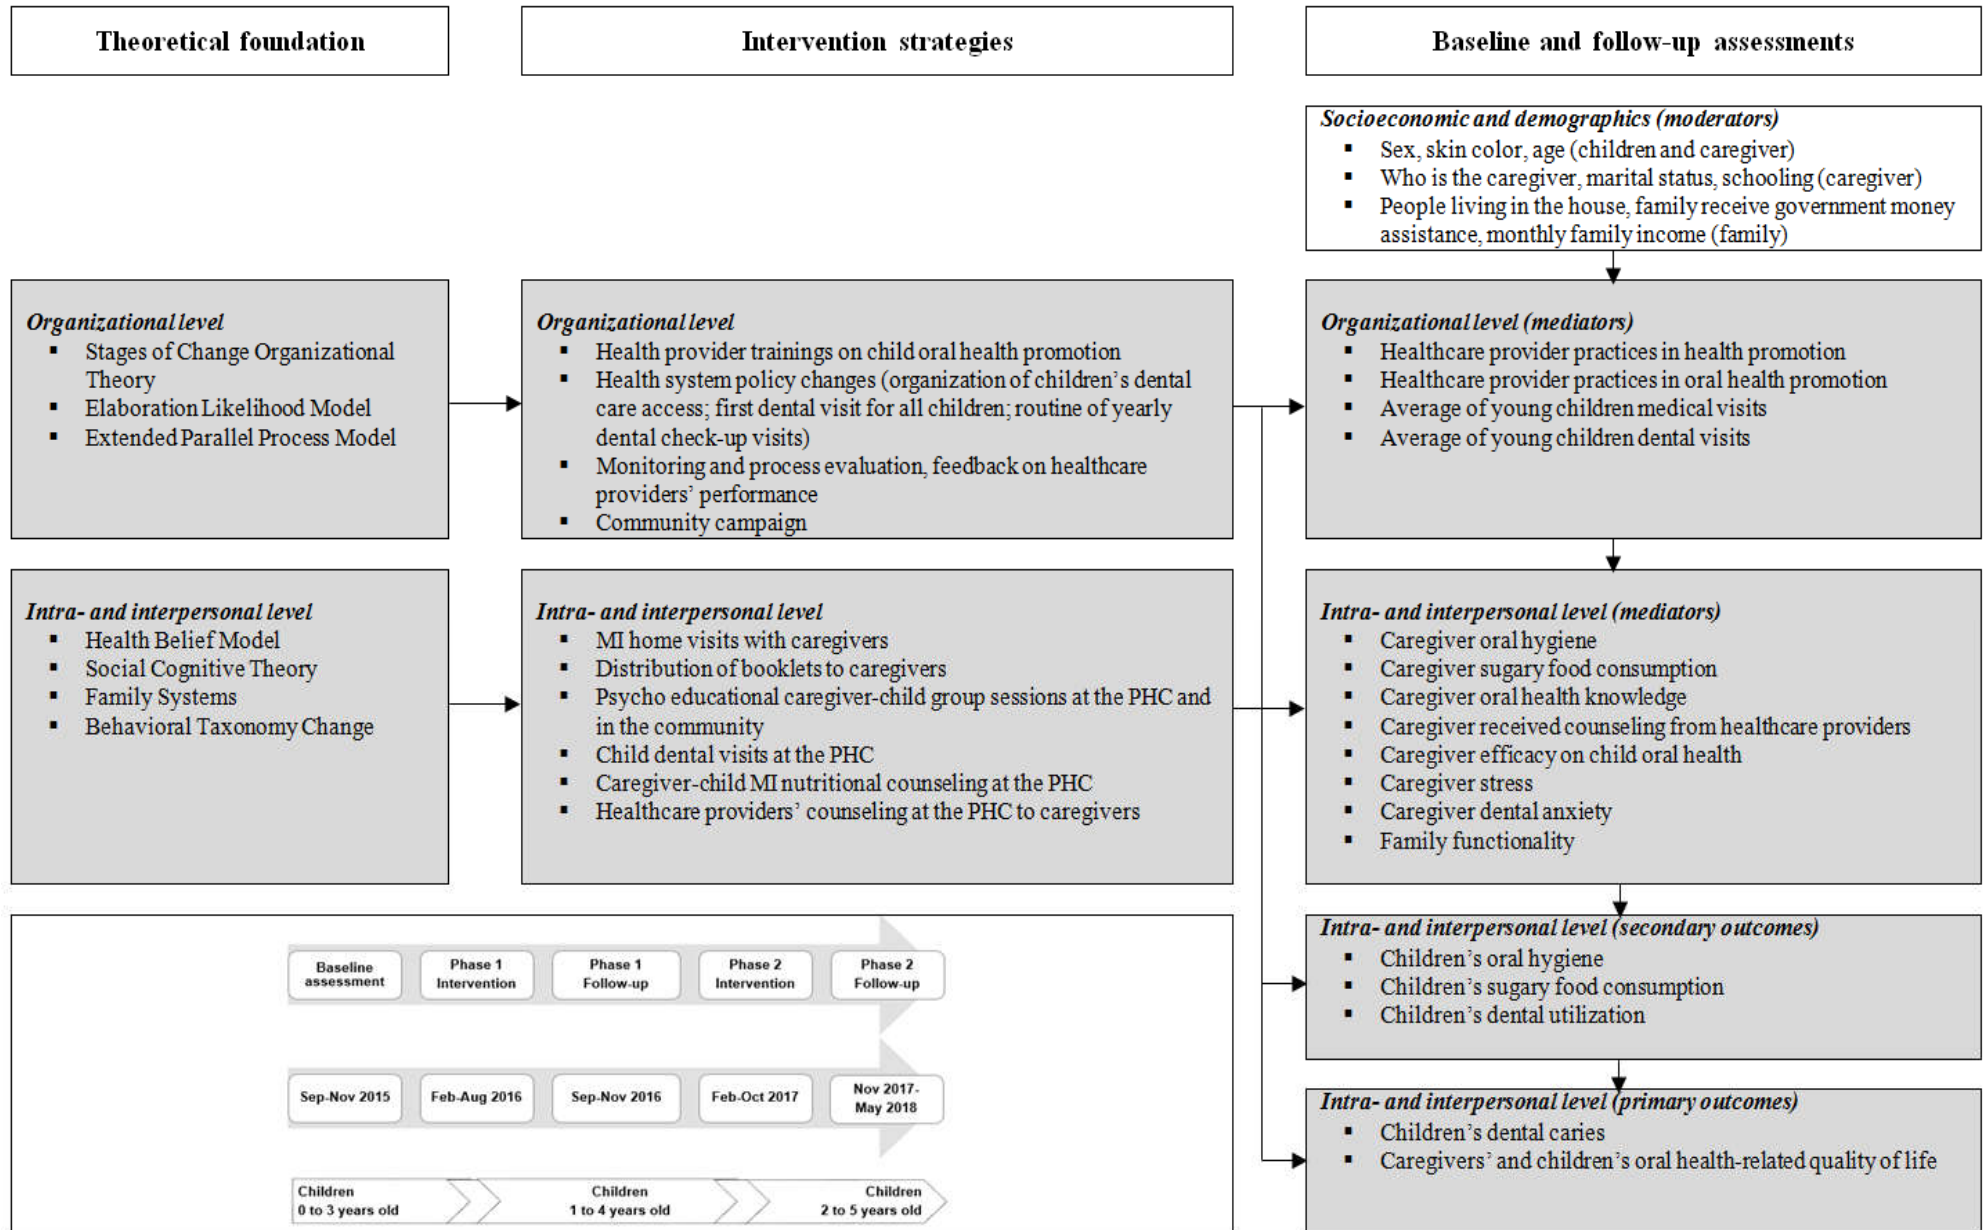 Theoretical foundation
Intervention strategies
Baseline and follow-up assessments
Socioeconomic and demographics (moderators)
▪ Sex, skin color, age (children and caregiver)
▪ Who is the caregiver, marital status, schooling (caregiver)
▪ People living in the house, family receive government money
assistance, monthly family income (family)
Organizational level
▪ Stages of Change Organizational
Theory
▪ Elaboration Likelihood Model
▪ Extended Parallel Process Model
Organizational level
▪ Health provider trainings on child oral health promotion
▪ Health system policy changes (organization of children’s dental
care access; first dental visit for all children; routine of yearly
dental check-up visits)
▪ Monitoring and process evaluation, feedback on healthcare
providers’ performance
▪ Community campaign
Organizational level (mediators)
▪ Healthcare provider practices in health promotion
▪ Healthcare provider practices in oral health promotion
▪ Average of young children medical visits
▪ Average of young children dental visits
Intra- and interpersonal level
▪ Health Belief Model
▪ Social Cognitive Theory
▪ Family Systems
▪ Behavioral Taxonomy Change
Intra- and interpersonal level
▪ MI home visits with caregivers
▪ Distribution of booklets to caregivers
▪ Psycho educational caregiver-child group sessions at the PHC and
in the community
▪ Child dental visits at the PHC
▪ Caregiver-child MI nutritional counseling at the PHC
▪ Healthcare providers’ counseling at the PHC to caregivers
Intra- and interpersonal level (mediators)
▪ Caregiver oral hygiene
▪ Caregiver sugary food consumption
▪ Caregiver oral health knowledge
▪ Caregiver received counseling from healthcare providers
▪ Caregiver efficacy on child oral health
▪ Caregiver stress
▪ Caregiver dental anxiety
▪ Family functionality
Intra- and interpersonal level (secondary outcomes)
▪ Children’s oral hygiene
▪ Children’s sugary food consumption
▪ Children’s dental utilization
Intra- and interpersonal level (primary outcomes)
▪ Children’s dental caries
▪ Caregivers’ and children’s oral health-related quality of life
Baseline
assessment
Phase 1
Intervention
Phase 1
Follow-up
Phase 2
Intervention
Phase 2
Follow-up
Sep-Nov 2015
Feb-Aug 2016
Sep-Nov 2016
Feb-Oct 2017
Nov 2017-
May 2018
Children
0 to 3 years old
Children
1 to 4 years old
Children
2 to 5 years old